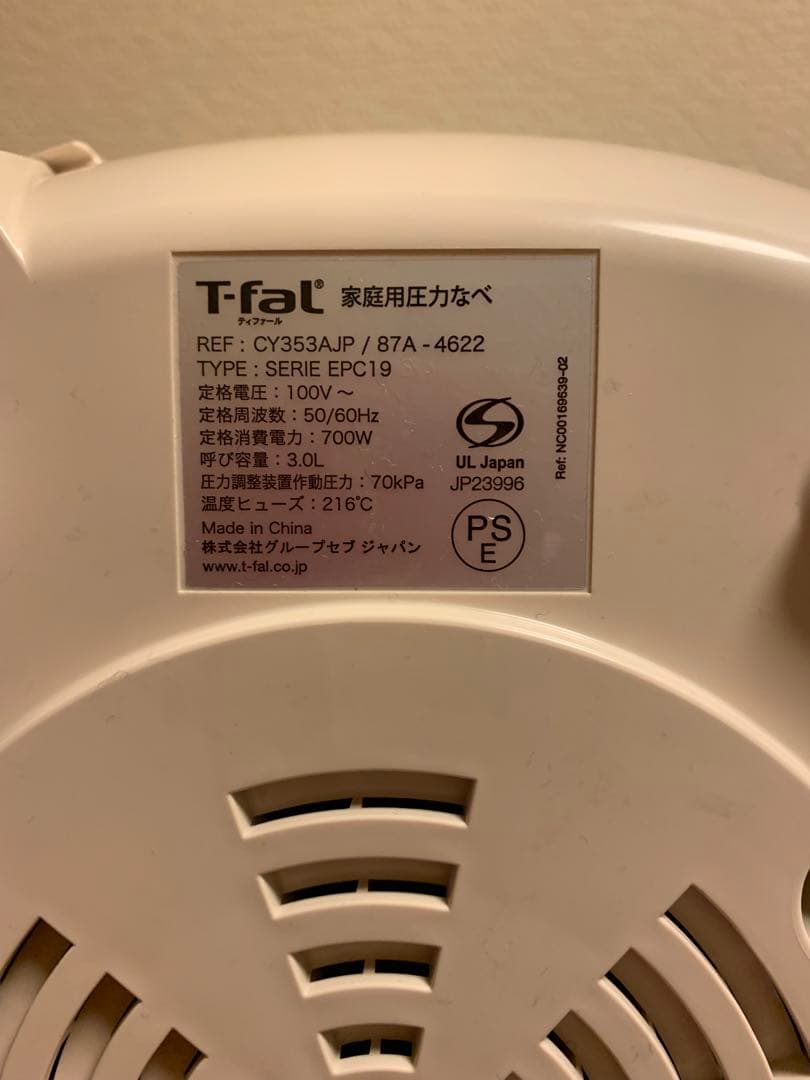 T-fal® 家庭用圧力なべ
ティファール
REF : CY353AJP / 87A - 4622
TYPE : SERIE EPC19
定格電圧：100V～
定格周波数：50/60Hz
定格消費電力：700W
呼び容量：3.0L
圧力調整装置作動圧力：70kPa
温度ヒューズ：216℃
Made in China
株式会社グループセブ ジャパン
www.t-fal.co.jp
S
UL Japan
JP23996
PS
E
Ref: NC00169639-02